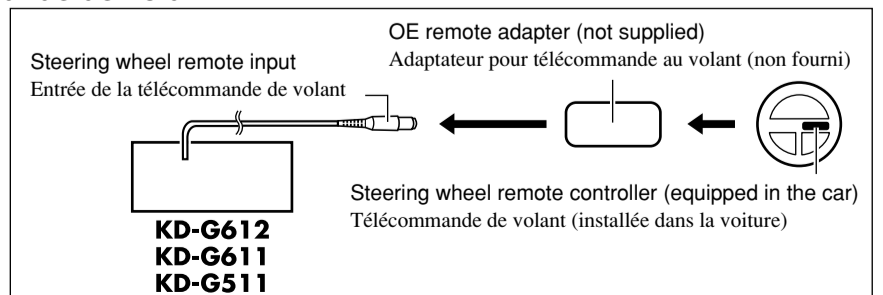 OE remote adapter (not supplied)
Adaptateur pour télécommande au volant (non fourni)
Steering wheel remote input
Entrée de la télécommande de volant
Steering wheel remote controller (equipped in the car)
Télécommande de volant (installée dans la voiture)
KD-G612
KD-G611
KD-G511